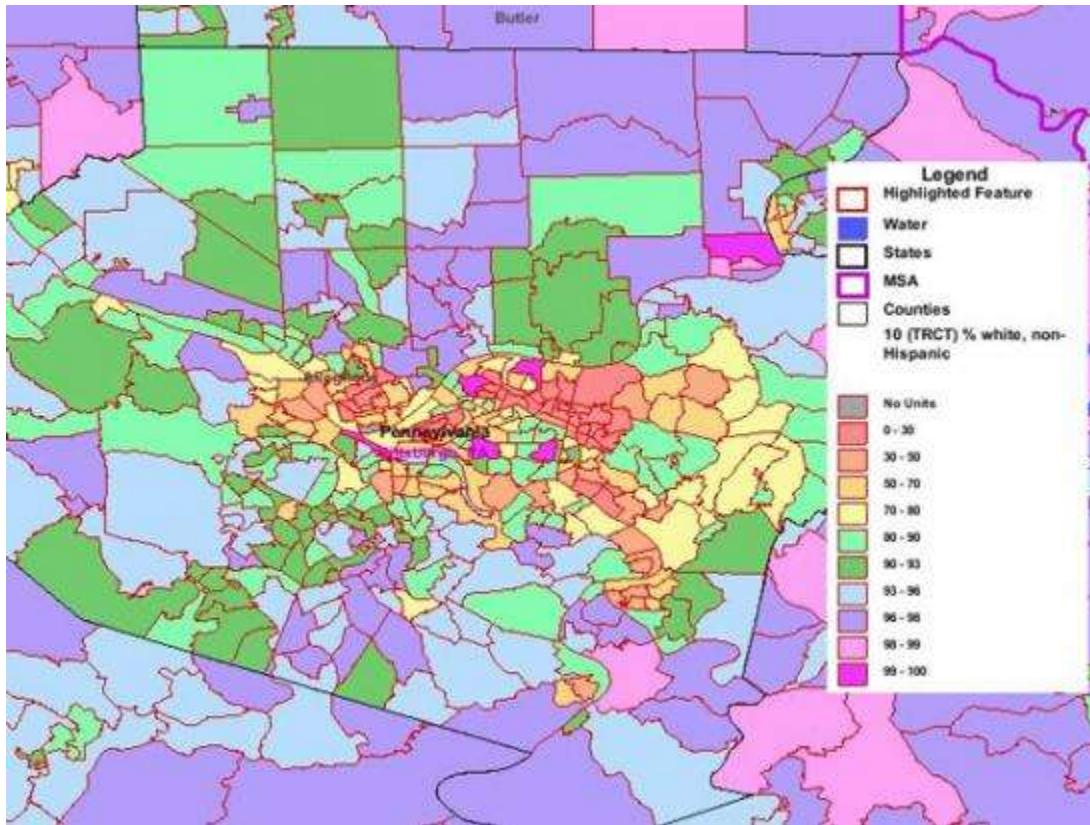 Butler
Legend
Highlighted Feature
Water
States
MSA
Counties
10 (TRCT) % white, non-
Hispanic
No Units
0 - 30
30 - 50
50 - 70
70 - 80
80 - 90
90 - 93
93 - 96
96 - 98
98 - 99
99 - 100
Pennsylvania